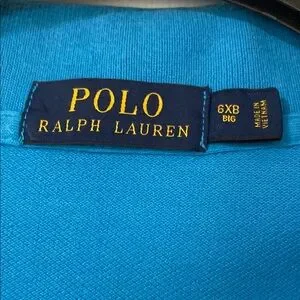 POLO
RALPH LAUREN
6XB
BIG
MADE IN
VIETNAM